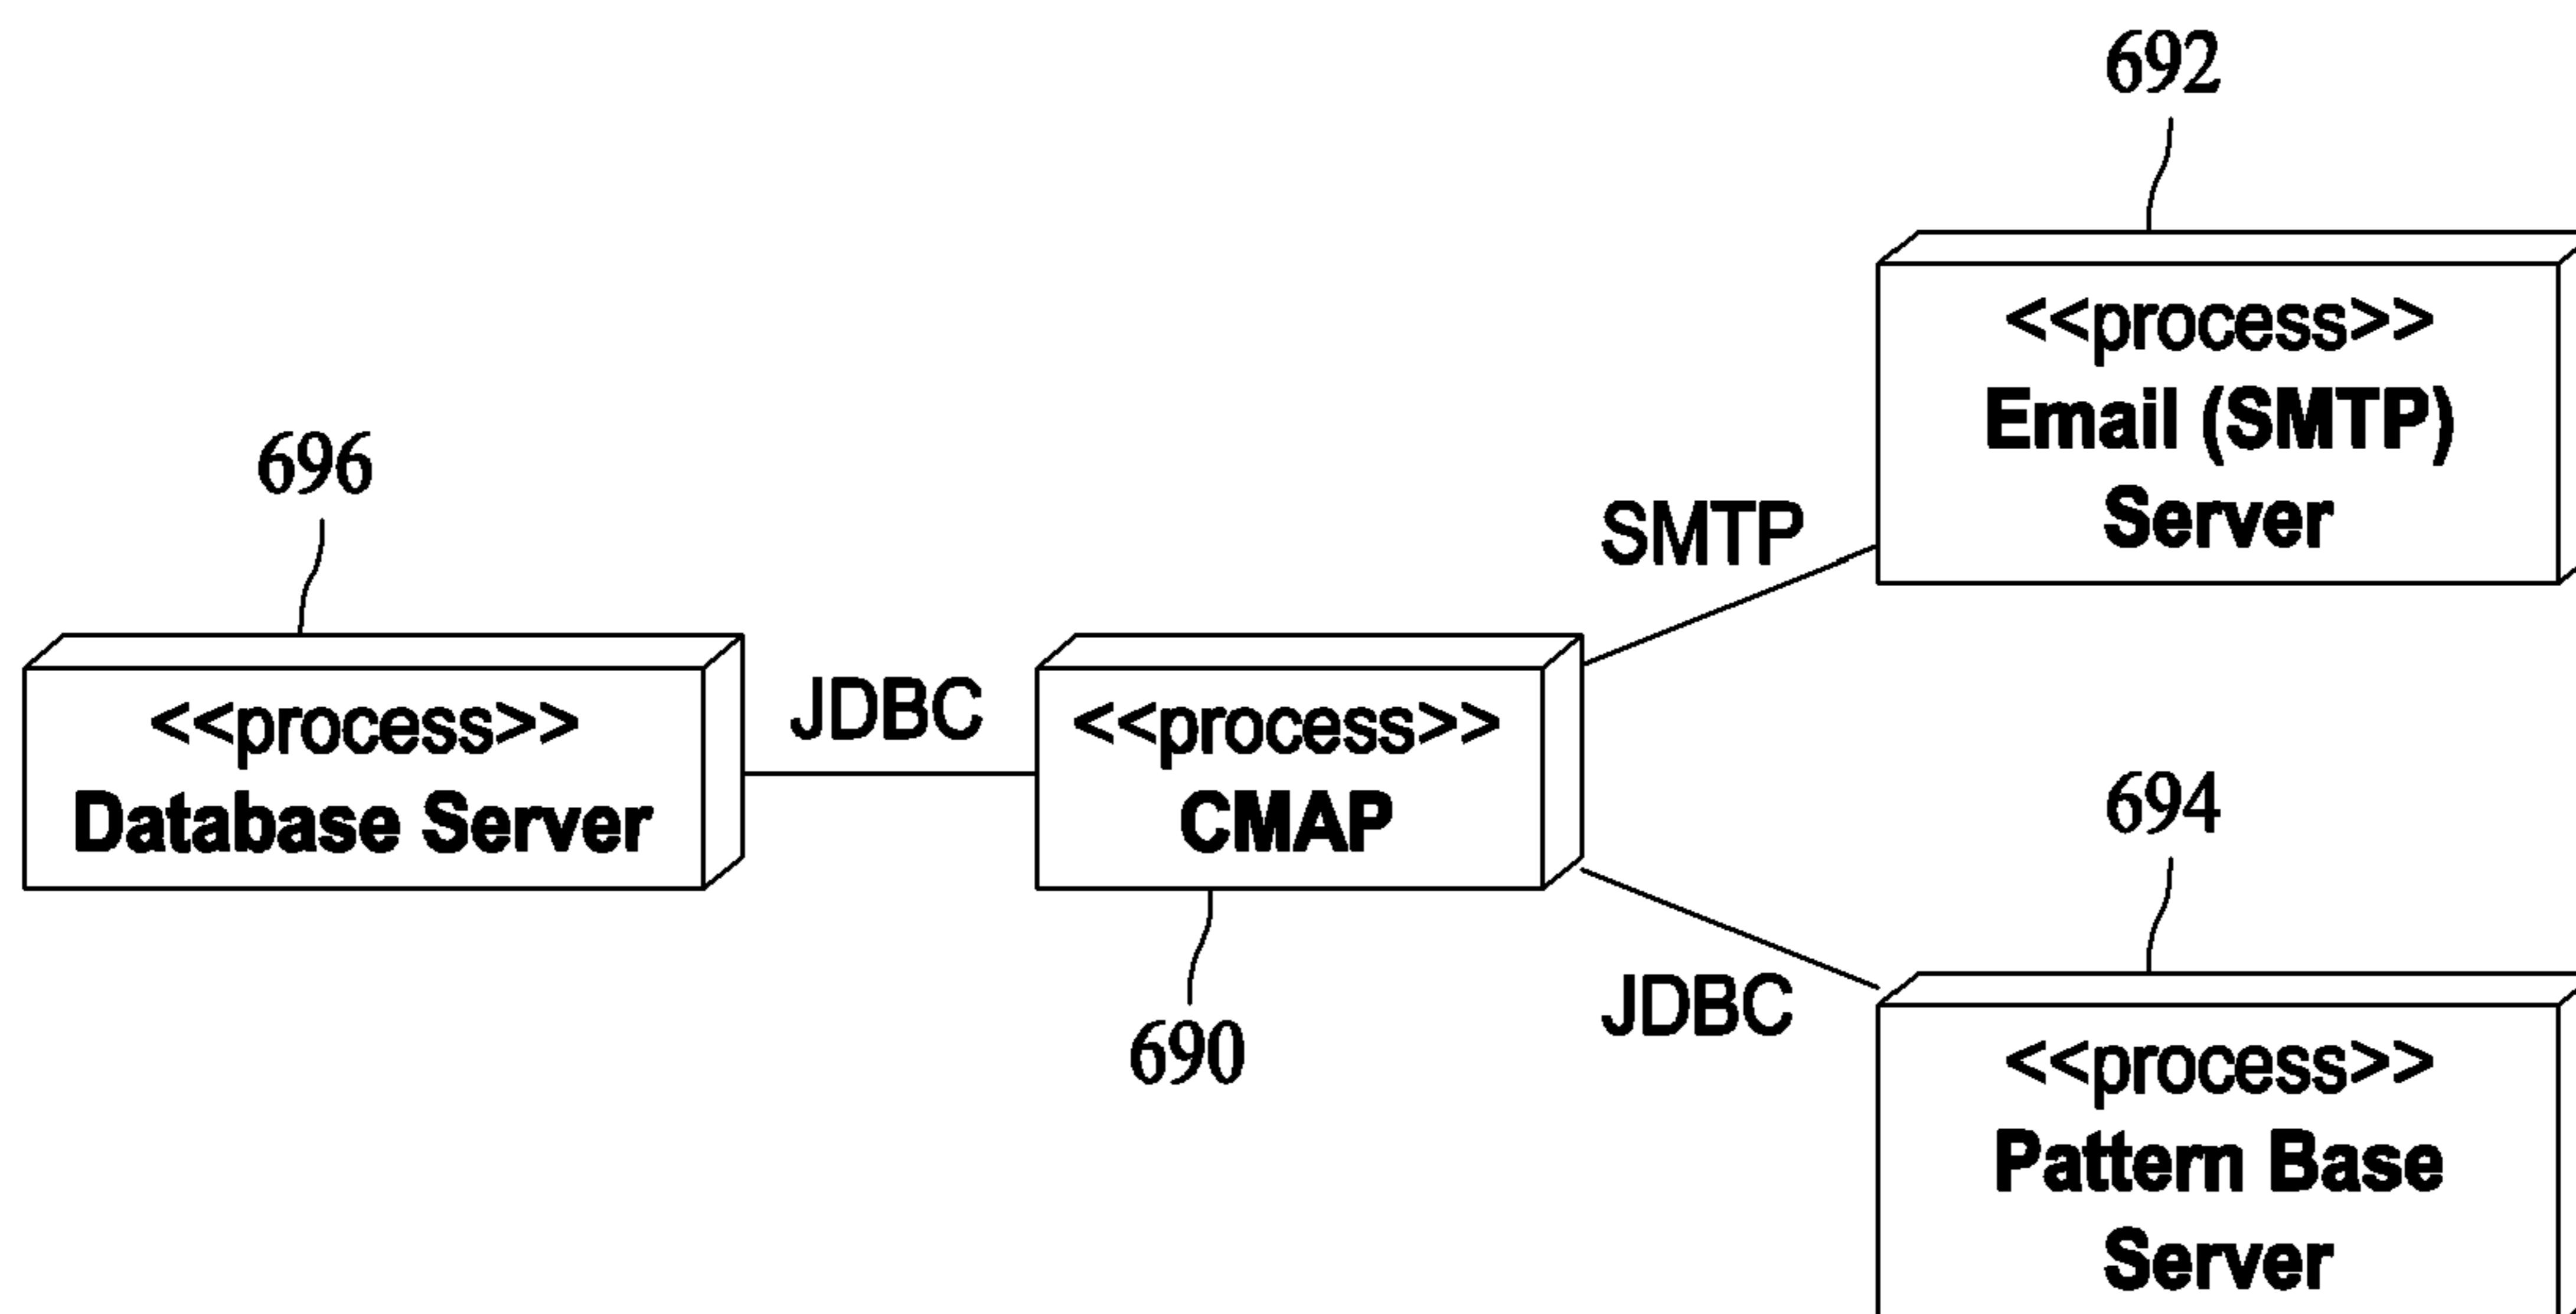 692
<<process>>
Email (SMTP)
Server
696
SMTP
<<process>>
Database Server
JDBC
<<process>>
CMAP
690
694
JDBC
<<process>>
Pattern Base
Server